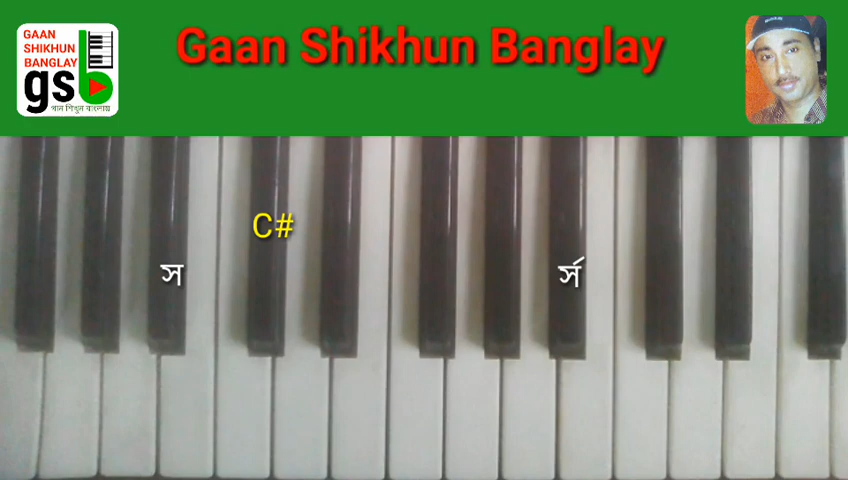 GAAN
SHIKHUN
BANGLAY
gsb
গান শিখুন বাংলায়
Gaan Shikhun Banglay
C#
স
র্স